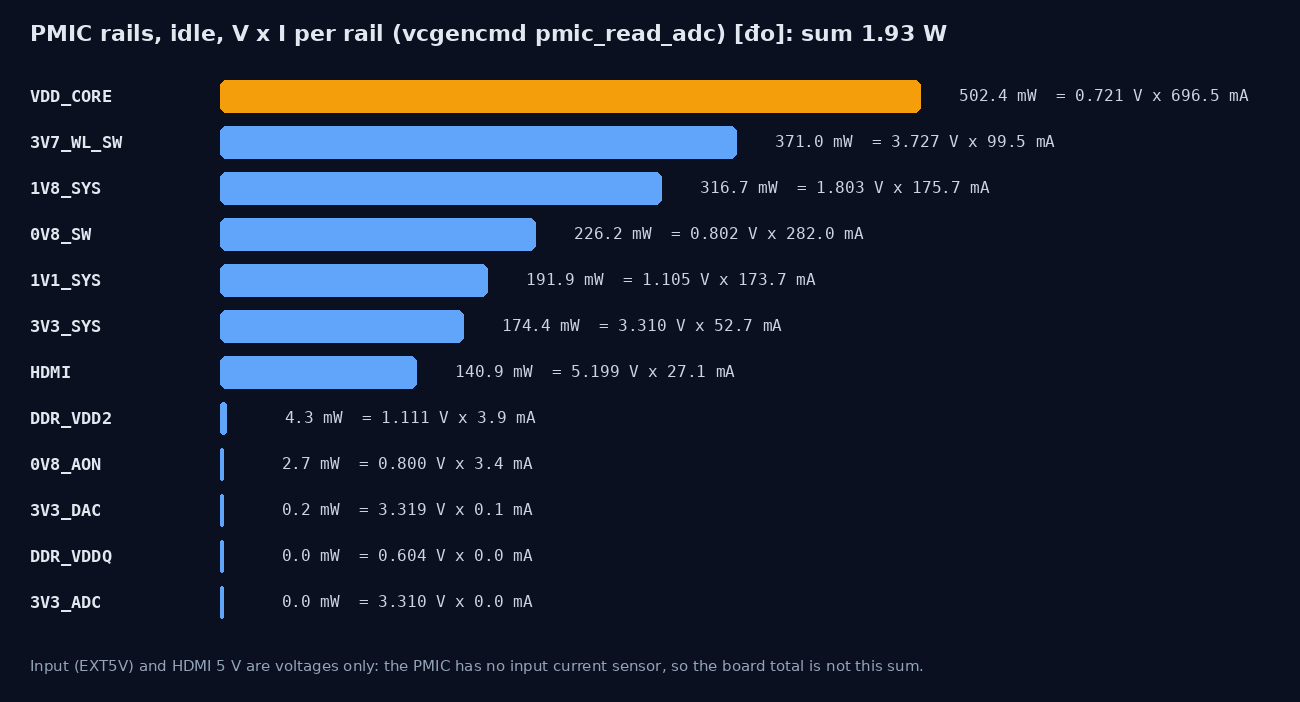 PMIC rails, idle, V x I per rail (vcgencmd pmic_read_adc) [đo]: sum 1.93 W
VDD_CORE 502.4 mW = 0.721 V x 696.5 mA
3V7_WL_SW 371.0 mW = 3.727 V x 99.5 mA
1V8_SYS 316.7 mW = 1.803 V x 175.7 mA
0V8_SW 226.2 mW = 0.802 V x 282.0 mA
1V1_SYS 191.9 mW = 1.105 V x 173.7 mA
3V3_SYS 174.4 mW = 3.310 V x 52.7 mA
HDMI 140.9 mW = 5.199 V x 27.1 mA
DDR_VDD2 4.3 mW = 1.111 V x 3.9 mA
0V8_AON 2.7 mW = 0.800 V x 3.4 mA
3V3_DAC 0.2 mW = 3.319 V x 0.1 mA
DDR_VDDQ 0.0 mW = 0.604 V x 0.0 mA
3V3_ADC 0.0 mW = 3.310 V x 0.0 mA
Input (EXT5V) and HDMI 5 V are voltages only: the PMIC has no input current sensor, so the board total is not this sum.